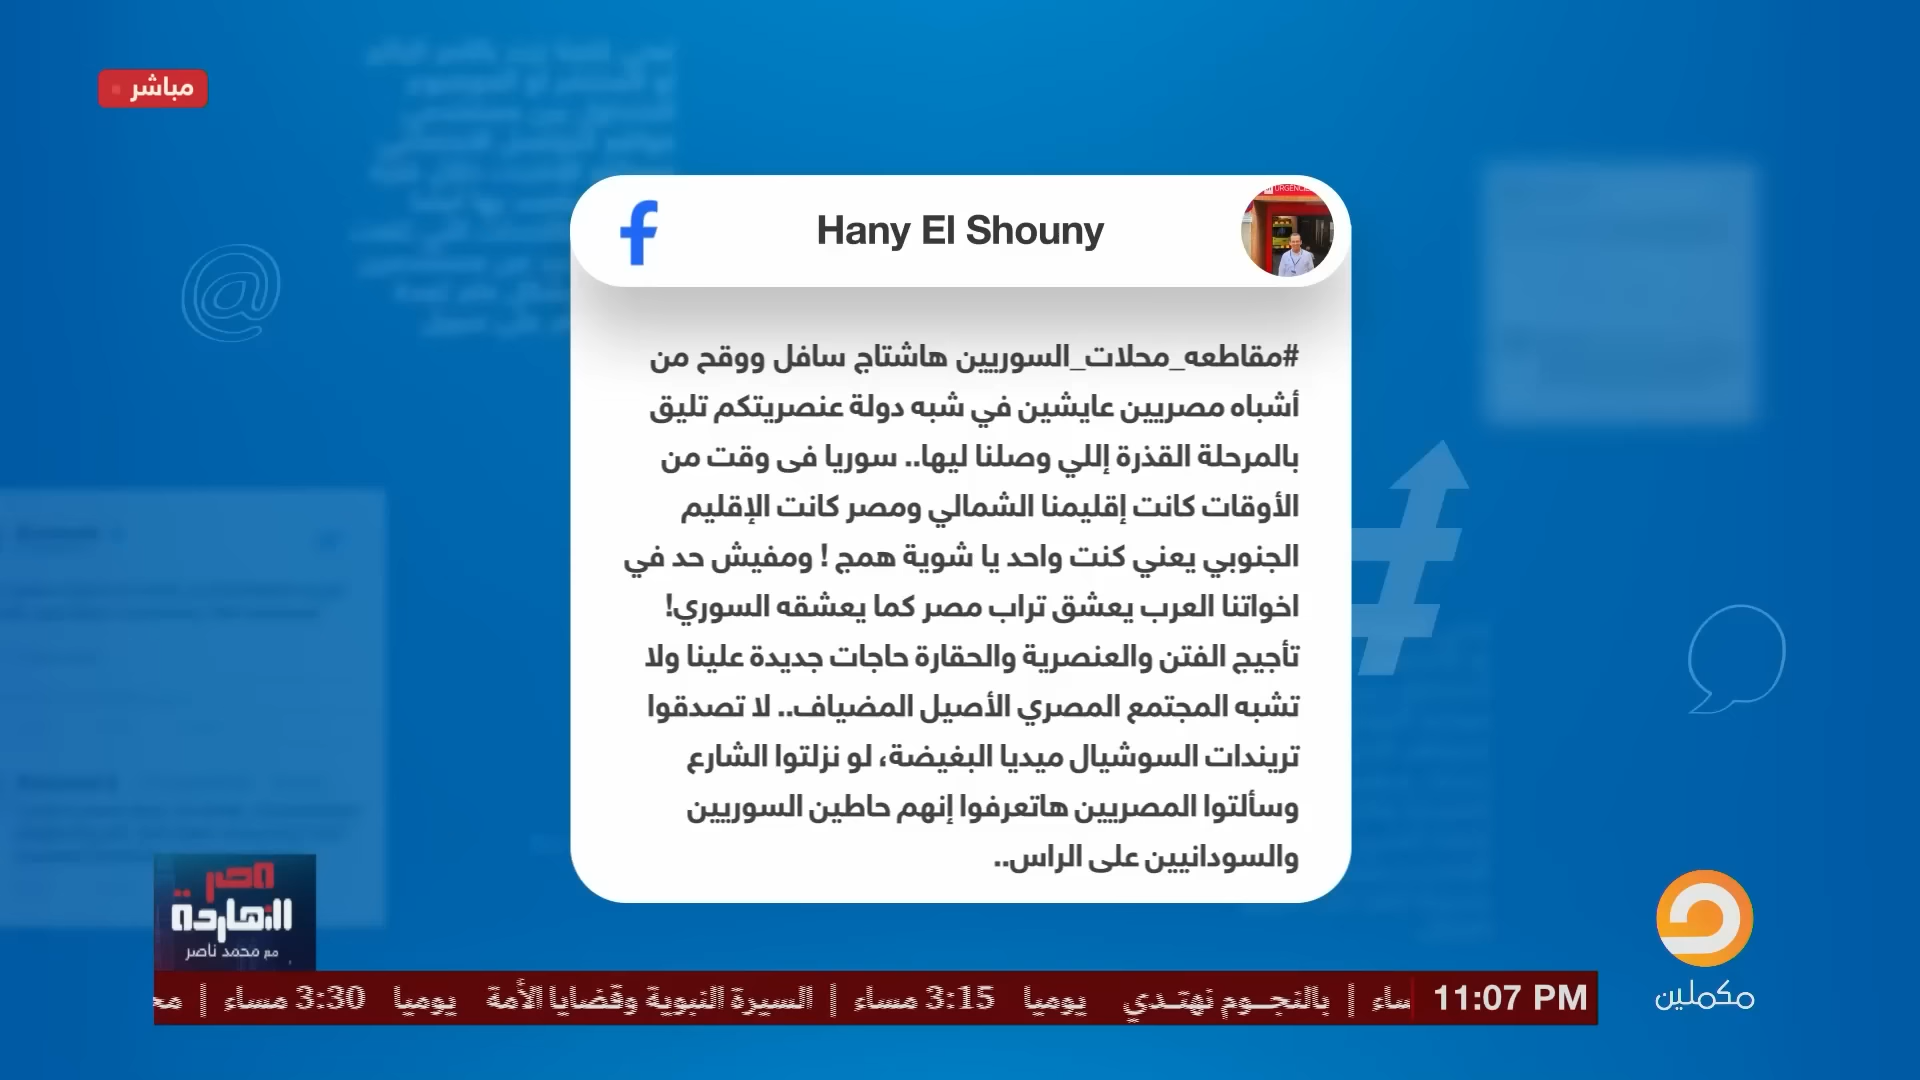 مباشر
Hany El Shouny
#مقاطعه_محلات_السوريين هاشتاج سافل ووقح من
أشباه مصريين عايشين في شبه دولة عنصريتكم تليق
بالمرحلة القذرة إللي وصلنا ليها.. سوريا فى وقت من
الأوقات كانت إقليمنا الشمالي ومصر كانت الإقليم
الجنوبي يعني كنت واحد يا شوية همج ! ومفيش حد في
اخواتنا العرب يعشق تراب مصر كما يعشقه السوري!
تأجيج الفتن والعنصرية والحقارة حاجات جديدة علينا ولا
تشبه المجتمع المصري الأصيل المضياف.. لا تصدقوا
تريندات السوشيال ميديا البغيضة، لو نزلتوا الشارع
وسألتوا المصريين هاتعرفوا إنهم حاطين السوريين
والسودانيين على الراس..
مصر
النهاردة
مع محمد ناصر
11:07 PM
| بالنجوم نهتدي يوميا 3:15 مساء | السيرة النبوية وقضايا الأمة يوميا 3:30 مساء |
مكملين